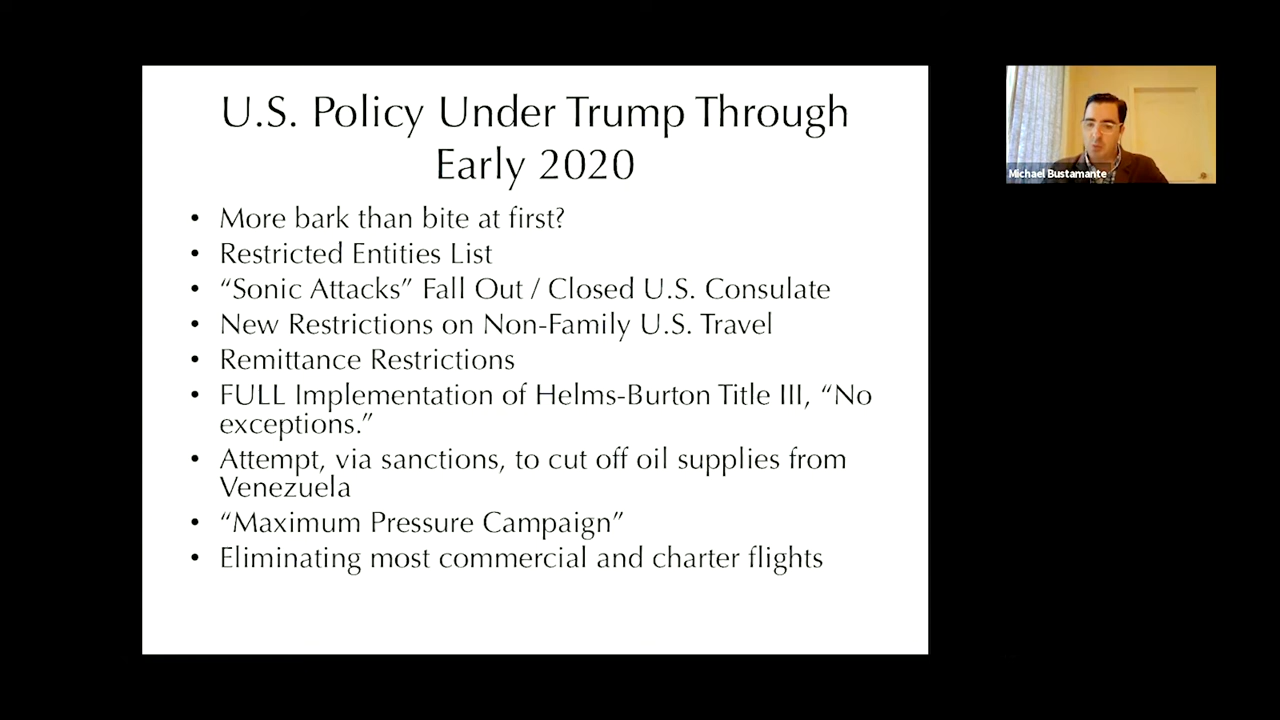 U.S. Policy Under Trump Through
Early 2020
• More bark than bite at first?
• Restricted Entities List
• “Sonic Attacks” Fall Out / Closed U.S. Consulate
• New Restrictions on Non-Family U.S. Travel
• Remittance Restrictions
• FULL Implementation of Helms-Burton Title III, “No
exceptions.”
• Attempt, via sanctions, to cut off oil supplies from
Venezuela
• “Maximum Pressure Campaign”
• Eliminating most commercial and charter flights
Michael Bustamante